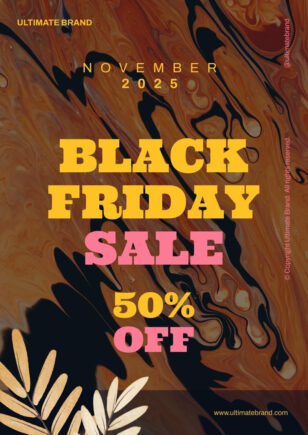 ULTIMATE BRAND
@ultimatebrand
NOVEMBER
2025
BLACK
FRIDAY
SALE
50%
OFF
© Copyright Ultimate Brand. All rights reserved.
www.ultimatebrand.com